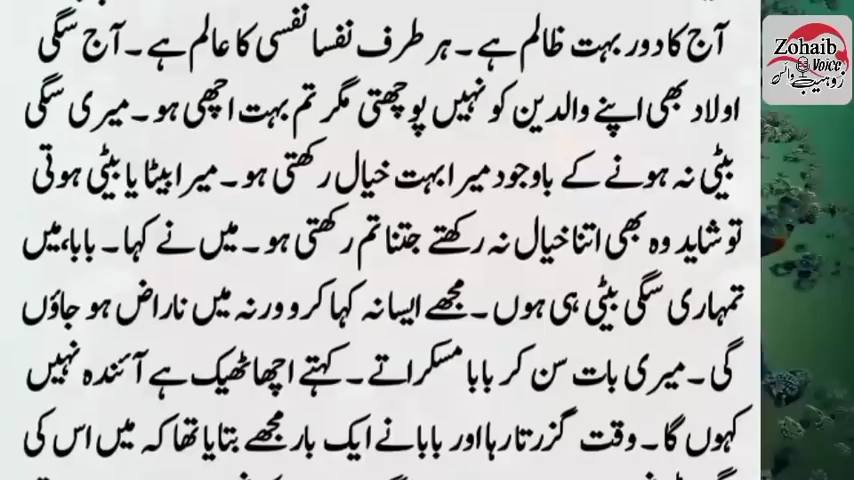 آج کا دور بہت ظالم ہے۔ ہر طرف نفسا نفسی کا عالم ہے۔ آج سگی
اولاد بھی اپنے والدین کو نہیں پوچھتی مگر تم بہت اچھی ہو۔ میری سگی
بیٹی نہ ہونے کے باوجود میرا بہت خیال رکھتی ہو۔ میرا بیٹا یا بیٹی ہوتی
تو شاید وہ بھی اتنا خیال نہ رکھتے جتنا تم رکھتی ہو۔ میں نے کہا۔ بابا، میں
تمہاری سگی بیٹی ہی ہوں۔ مجھے ایسا نہ کہا کرو ورنہ میں ناراض ہو جاؤں
گی۔ میری بات سن کر بابا مسکراتے۔ کہتے اچھا ٹھیک ہے آئندہ نہیں
کہوں گا۔ وقت گزرتا رہا اور بابا نے ایک بار مجھے بتایا تھا کہ میں اس کی
Zohaib
Voice
زوہیب وائس